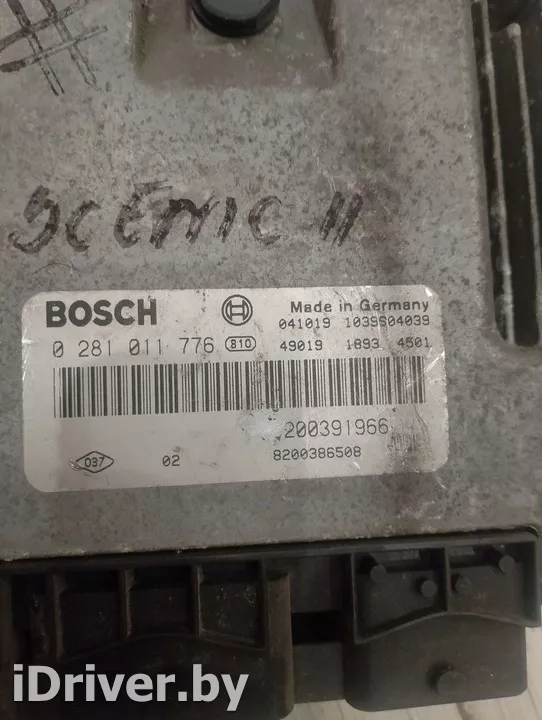 #
SCENIC II
BOSCH
Made in Germany
041019 1039S04039
0 281 011 776 810 49019 1893 4501
200391966
037 02 8200386508
iDriver.by